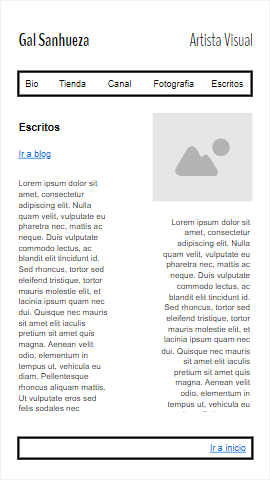 Gal Sanhueza
Artista Visual
Bio Tienda Canal Fotografia Escritos
Escritos
Ir a blog
Lorem ipsum dolor sit
amet, consectetur
adipiscing elit. Nulla
quam velit, vulputate eu
pharetra nec, mattis ac
neque. Duis vulputate
commodo lectus, ac
blandit elit tincidunt id.
Sed rhoncus, tortor sed
eleifend tristique, tortor
mauris molestie elit, et
lacinia ipsum quam nec
dui. Quisque nec mauris
sit amet elit iaculis
pretium sit amet quis
magna. Aenean velit
odio, elementum in
tempus ut, vehicula eu
diam. Pellentesque
rhoncus aliquam mattis.
Ut vulputate eros sed
felis sodales nec
Lorem ipsum dolor sit
amet, consectetur
adipiscing elit. Nulla
quam velit, vulputate eu
pharetra nec, mattis ac
neque. Duis vulputate
commodo lectus, ac
blandit elit tincidunt id.
Sed rhoncus, tortor sed
eleifend tristique, tortor
mauris molestie elit, et
lacinia ipsum quam nec
dui. Quisque nec mauris
sit amet elit iaculis
pretium sit amet quis
magna. Aenean velit
odio, elementum in
tempus ut, vehicula eu
Ir a inicio